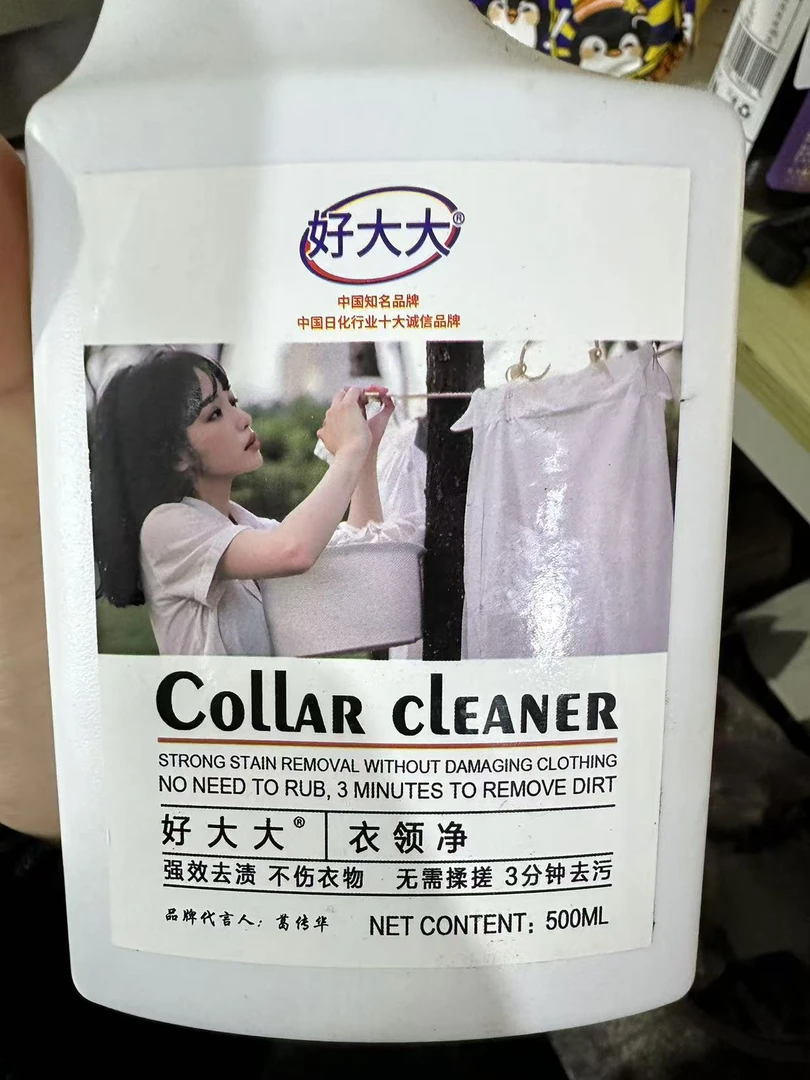 好大大®
中国知名品牌
中国日化行业十大诚信品牌
Collar cleaner
STRONG STAIN REMOVAL WITHOUT DAMAGING CLOTHING
NO NEED TO RUB, 3 MINUTES TO REMOVE DIRT
好大大® 衣领净
强效去渍 不伤衣物 无需揉搓 3分钟去污
品牌代言人：葛传华 NET CONTENT: 500ML